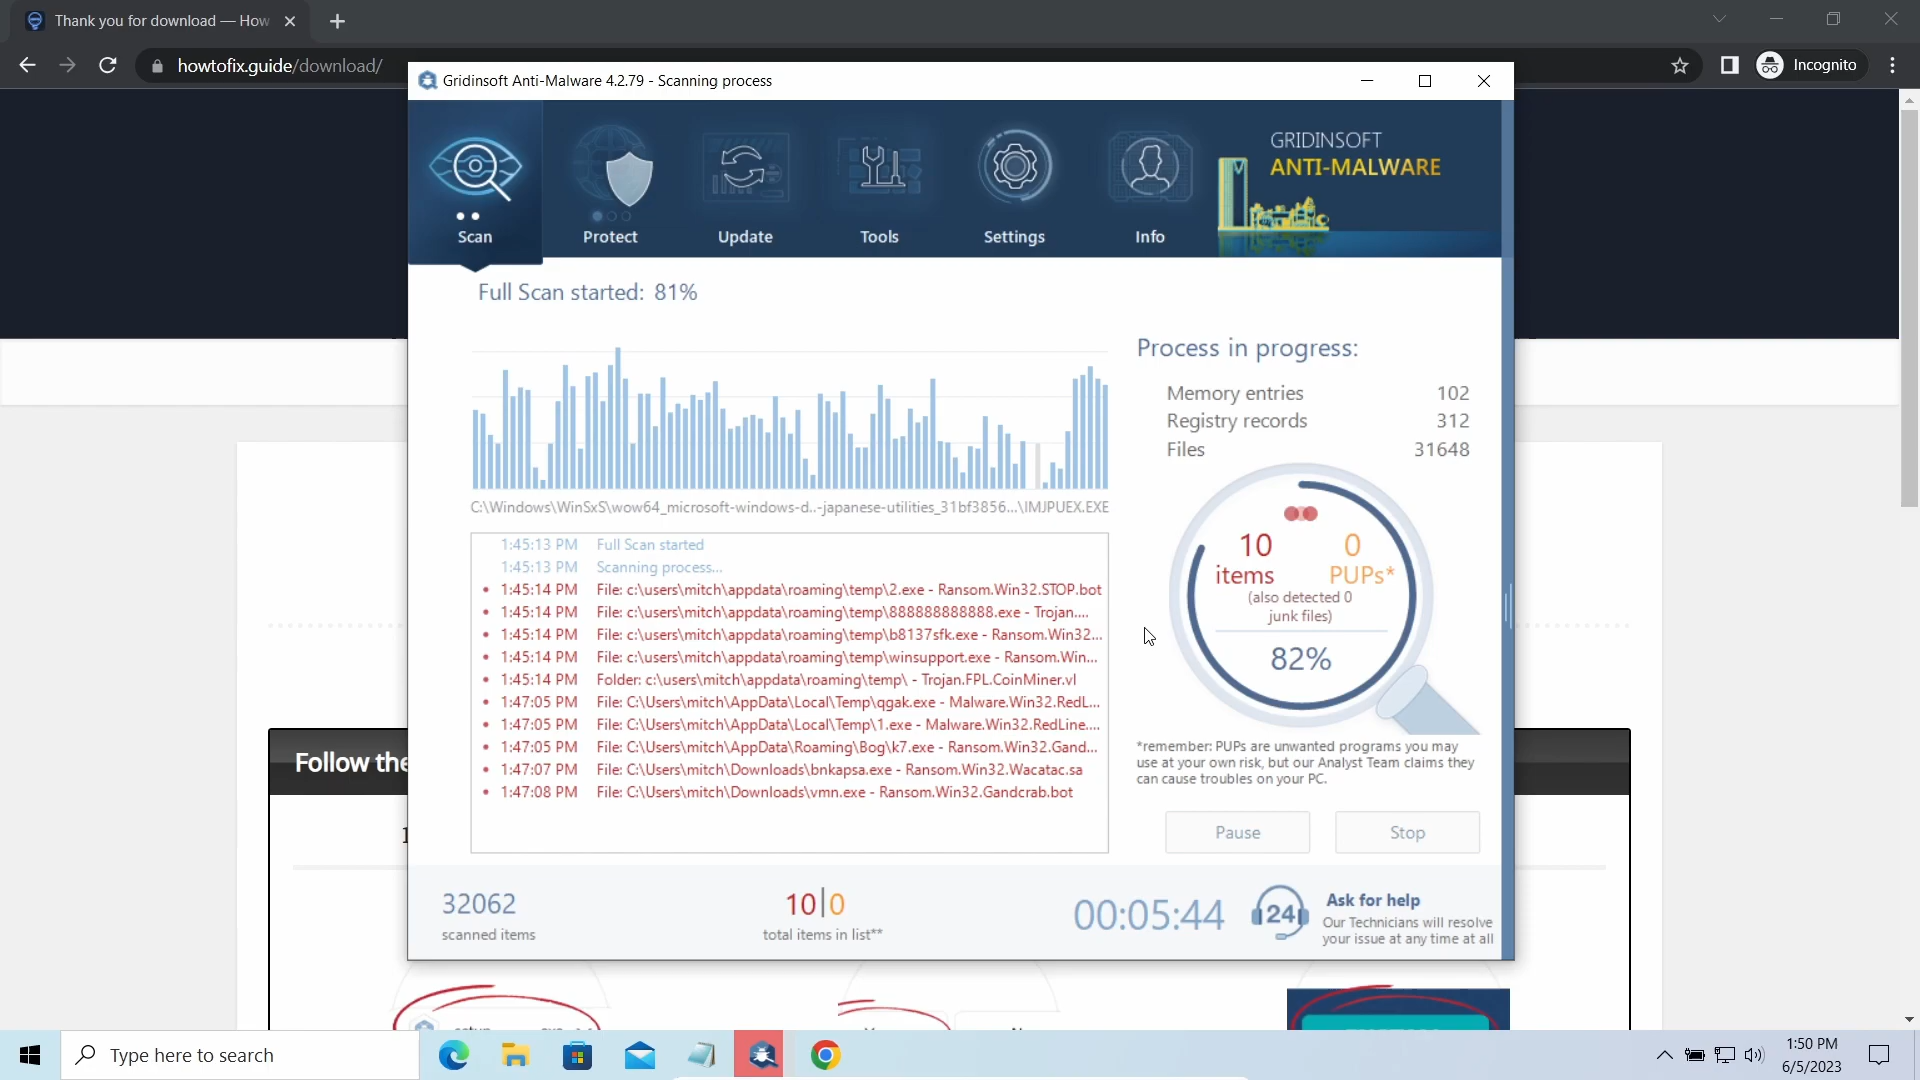 Thank you for download — How
howtofix.guide/download/
Incognito
Gridinsoft Anti-Malware 4.2.79 - Scanning process
Scan
Protect
Update
Tools
Settings
Info
GRIDINSOFT
ANTI-MALWARE
Full Scan started: 81%
C:\Windows\WinSxS\wow64_microsoft-windows-d..-japanese-utilities_31bf3856...\IMJPUEX.EXE
1:45:13 PM Full Scan started
1:45:13 PM Scanning process...
1:45:14 PM File: c:\users\mitch\appdata\roaming\temp\2.exe - Ransom.Win32.STOP.bot
1:45:14 PM File: c:\users\mitch\appdata\roaming\temp\888888888888.exe - Trojan....
1:45:14 PM File: c:\users\mitch\appdata\roaming\temp\b8137sfk.exe - Ransom.Win32...
1:45:14 PM File: c:\users\mitch\appdata\roaming\temp\winsupport.exe - Ransom.Win...
1:45:14 PM Folder: c:\users\mitch\appdata\roaming\temp\ - Trojan.FPL.CoinMiner.vl
1:47:05 PM File: C:\Users\mitch\AppData\Local\Temp\qgak.exe - Malware.Win32.RedL...
1:47:05 PM File: C:\Users\mitch\AppData\Local\Temp\1.exe - Malware.Win32.RedLine....
1:47:05 PM File: C:\Users\mitch\AppData\Roaming\Bog\k7.exe - Ransom.Win32.Gand...
1:47:07 PM File: C:\Users\mitch\Downloads\bnkapsa.exe - Ransom.Win32.Wacatac.sa
1:47:08 PM File: C:\Users\mitch\Downloads\vmn.exe - Ransom.Win32.Gandcrab.bot
Process in progress:
Memory entries 102
Registry records 312
Files 31648
10 items
0 PUPs*
(also detected 0
junk files)
82%
*remember: PUPs are unwanted programs you may
use at your own risk, but our Analyst Team claims they
can cause troubles on your PC.
Pause
Stop
32062
scanned items
10|0
total items in list**
00:05:44
24
Ask for help
Our Technicians will resolve
your issue at any time at all
Follow the
1
Type here to search
1:50 PM
6/5/2023